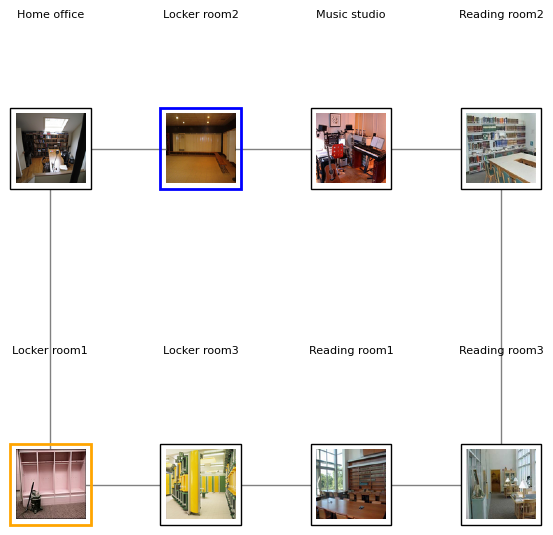 Home office
Locker room2
Music studio
Reading room2
Locker room1
Locker room3
Reading room1
Reading room3